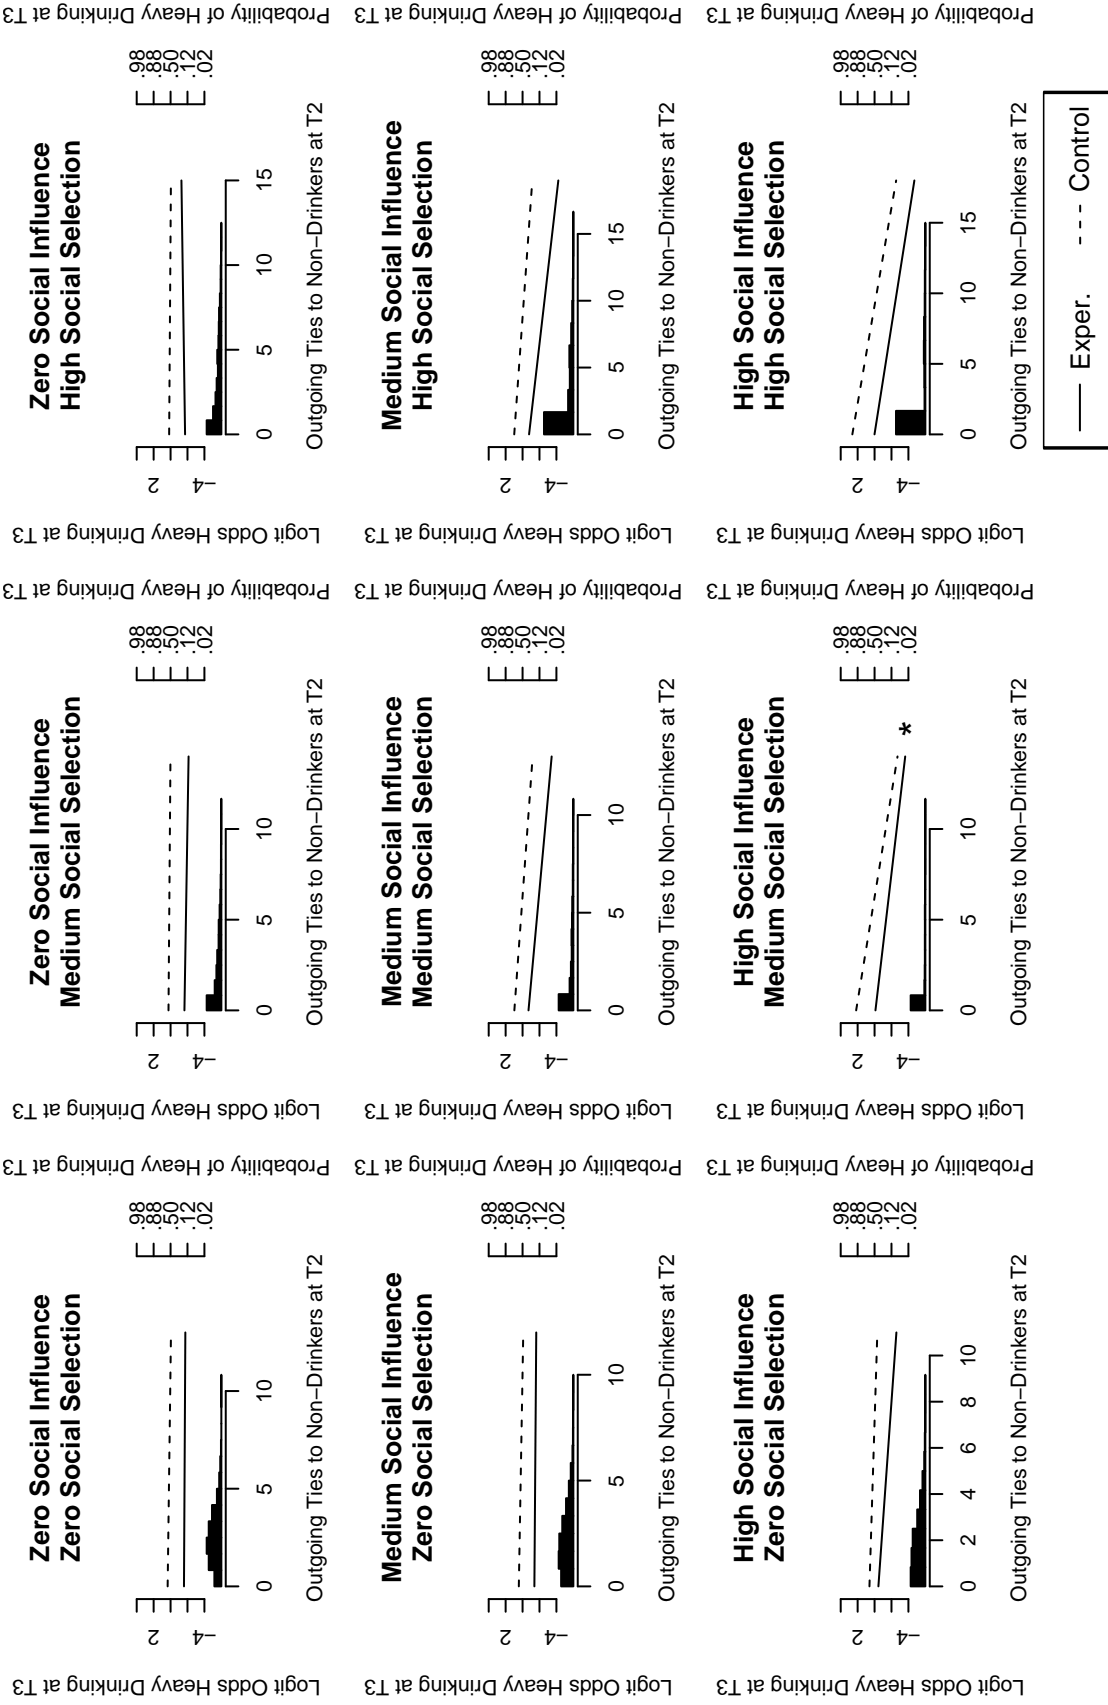 Zero Social Influence
Zero Social Selection
Logit Odds Heavy Drinking at T3
2
−4
.98
.88
.50
.12
.02
Probability of Heavy Drinking at T3
0 5 10
Outgoing Ties to Non−Drinkers at T2
Zero Social Influence
Medium Social Selection
Logit Odds Heavy Drinking at T3
2
−4
.98
.88
.50
.12
.02
Probability of Heavy Drinking at T3
0 5 10
Outgoing Ties to Non−Drinkers at T2
Zero Social Influence
High Social Selection
Logit Odds Heavy Drinking at T3
2
−4
.98
.88
.50
.12
.02
Probability of Heavy Drinking at T3
0 5 10 15
Outgoing Ties to Non−Drinkers at T2
Medium Social Influence
Zero Social Selection
Logit Odds Heavy Drinking at T3
2
−4
.98
.88
.50
.12
.02
Probability of Heavy Drinking at T3
0 5 10
Outgoing Ties to Non−Drinkers at T2
Medium Social Influence
Medium Social Selection
Logit Odds Heavy Drinking at T3
2
−4
.98
.88
.50
.12
.02
Probability of Heavy Drinking at T3
0 5 10
Outgoing Ties to Non−Drinkers at T2
Medium Social Influence
High Social Selection
Logit Odds Heavy Drinking at T3
2
−4
.98
.88
.50
.12
.02
Probability of Heavy Drinking at T3
0 5 10 15
Outgoing Ties to Non−Drinkers at T2
High Social Influence
Zero Social Selection
Logit Odds Heavy Drinking at T3
2
−4
.98
.88
.50
.12
.02
Probability of Heavy Drinking at T3
0 2 4 6 8 10
Outgoing Ties to Non−Drinkers at T2
High Social Influence
Medium Social Selection
Logit Odds Heavy Drinking at T3
2
−4
*
.98
.88
.50
.12
.02
Probability of Heavy Drinking at T3
0 5 10
Outgoing Ties to Non−Drinkers at T2
High Social Influence
High Social Selection
Logit Odds Heavy Drinking at T3
2
−4
.98
.88
.50
.12
.02
Probability of Heavy Drinking at T3
0 5 10 15
Outgoing Ties to Non−Drinkers at T2
Exper. Control